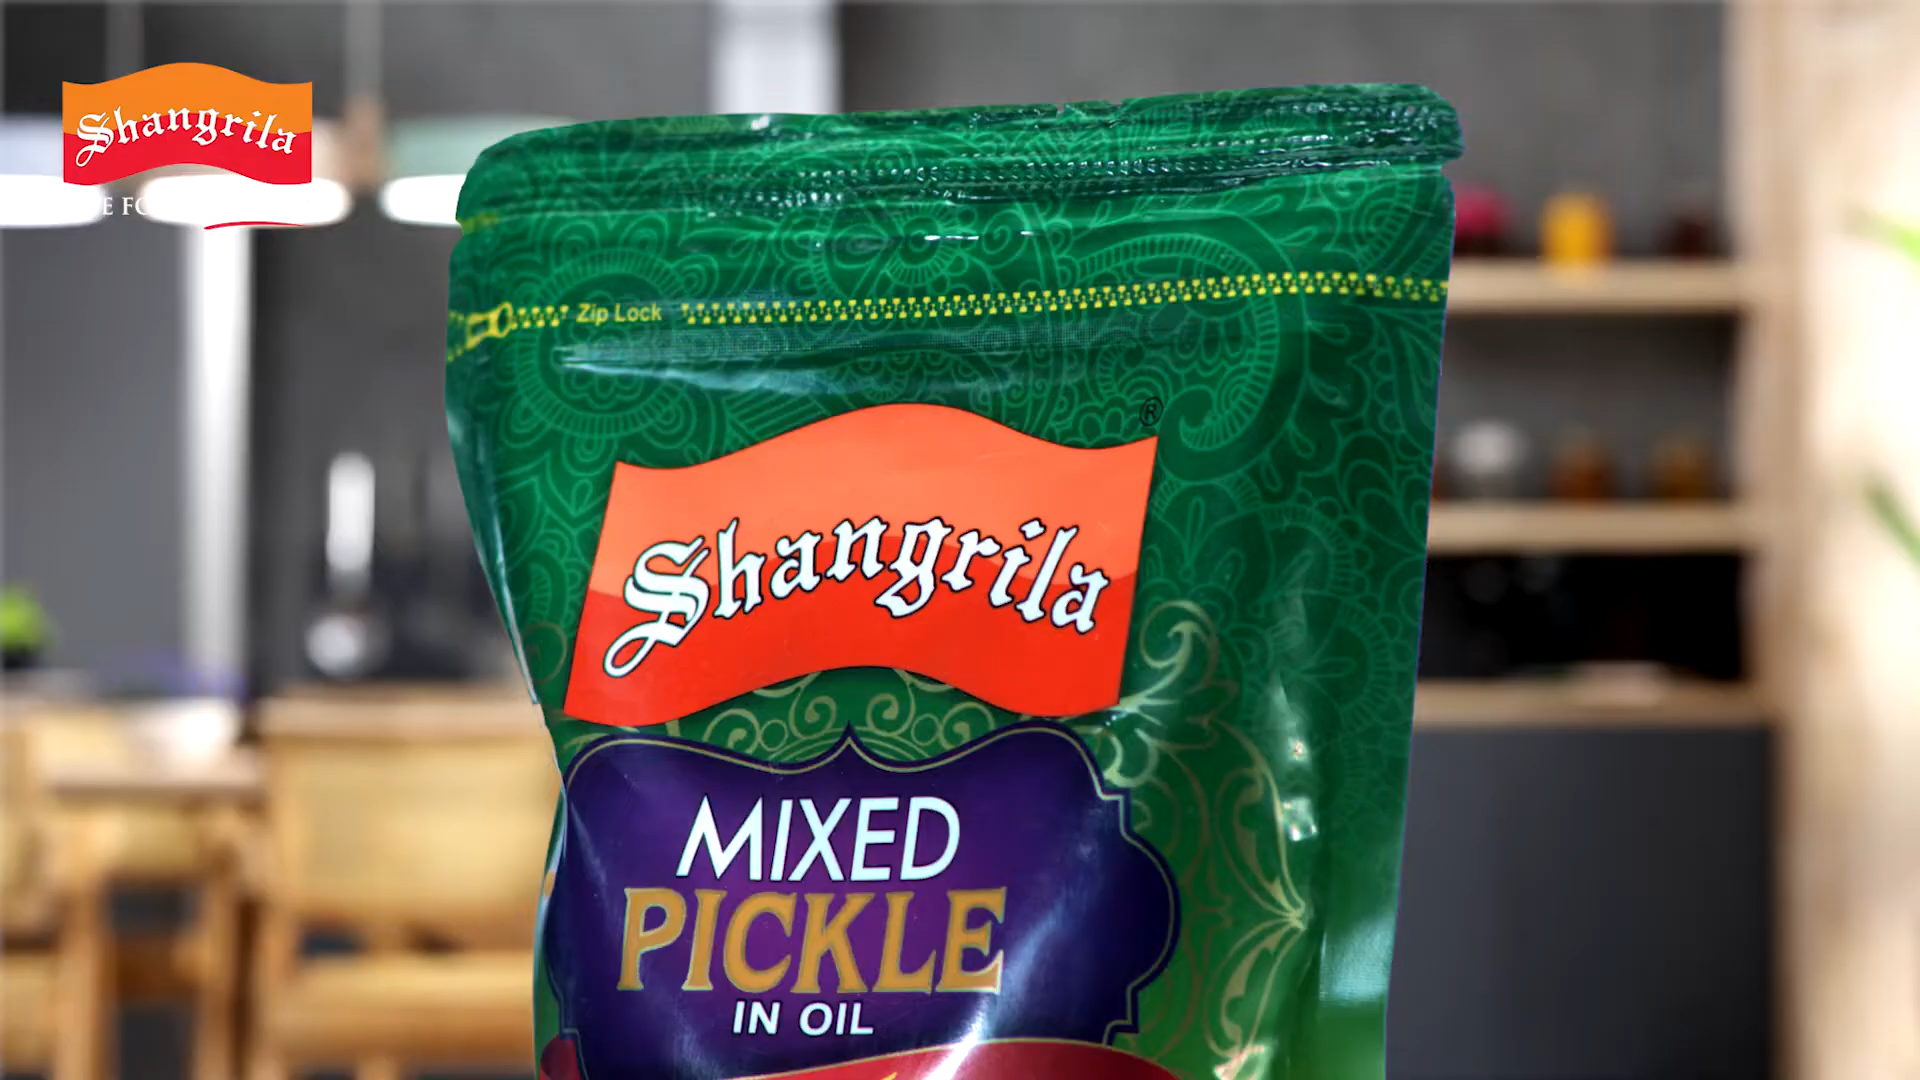 Shangrila
Zip Lock
®
Shangrila
MIXED
PICKLE
IN OIL